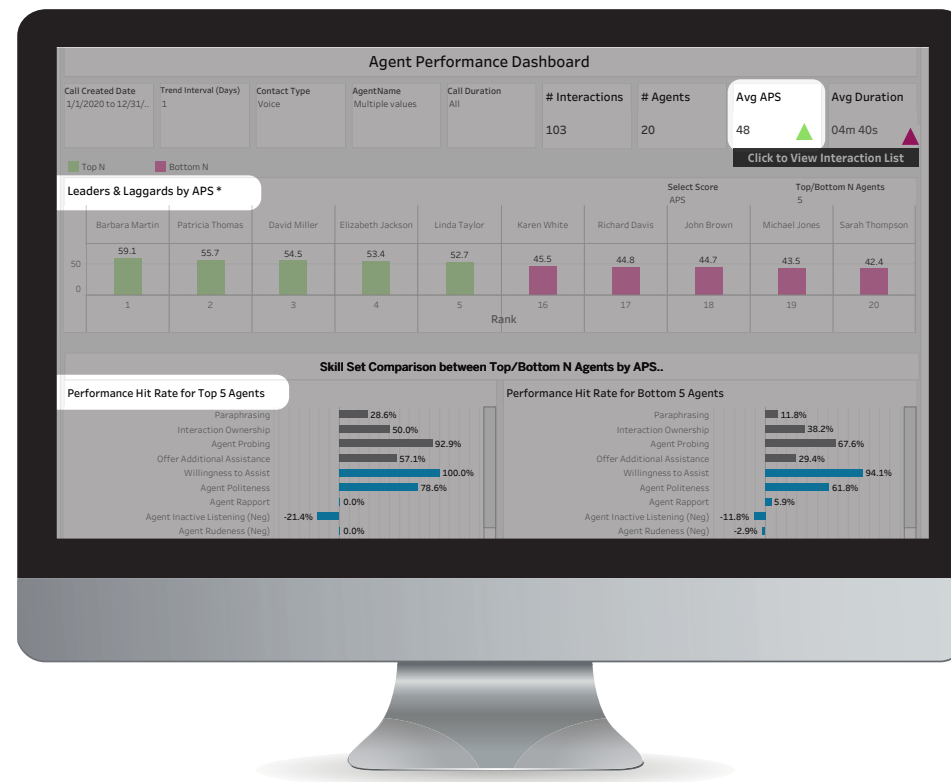 Agent Performance Dashboard
Call Created Date Trend Interval (Days) Contact Type AgentName Call Duration # Interactions # Agents Avg APS Avg Duration
1/1/2020 to 12/31/.. 1 Voice Multiple values All
103 20 48 04m 40s
Click to View Interaction List
Top N Bottom N
Leaders & Laggards by APS * Select Score Top/Bottom N Agents
APS 5
Barbara Martin Patricia Thomas David Miller Elizabeth Jackson Linda Taylor Karen White Richard Davis John Brown Michael Jones Sarah Thompson
59.1 55.7 54.5 53.4 52.7 45.5 44.8 44.7 43.5 42.4
50
0
1 2 3 4 5 16 17 18 19 20
Rank
Skill Set Comparison between Top/Bottom N Agents by APS..
Performance Hit Rate for Top 5 Agents
Paraphrasing 28.6%
Interaction Ownership 50.0%
Agent Probing 92.9%
Offer Additional Assistance 57.1%
Willingness to Assist 100.0%
Agent Politeness 78.6%
Agent Rapport 0.0%
Agent Inactive Listening (Neg) -21.4%
Agent Rudeness (Neg) 0.0%
Performance Hit Rate for Bottom 5 Agents
Paraphrasing 11.8%
Interaction Ownership 38.2%
Agent Probing 67.6%
Offer Additional Assistance 29.4%
Willingness to Assist 94.1%
Agent Politeness 61.8%
Agent Rapport 5.9%
Agent Inactive Listening (Neg) -11.8%
Agent Rudeness (Neg) -2.9%